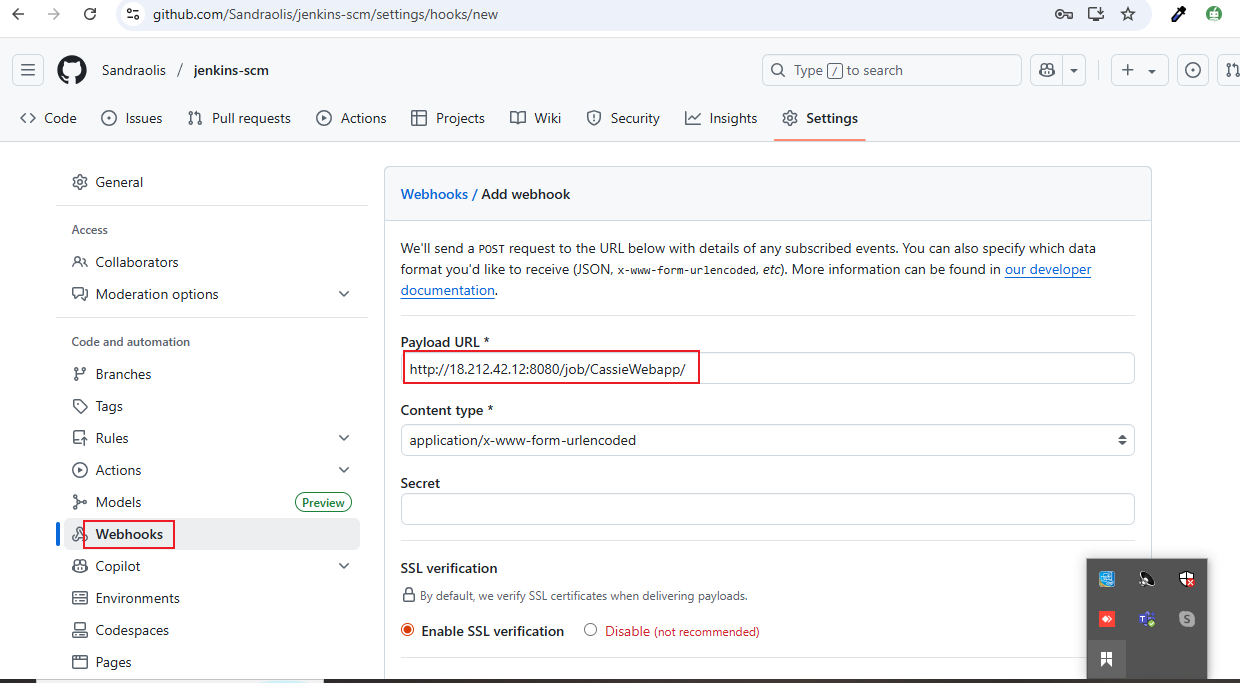 github.com/Sandraolis/jenkins-scm/settings/hooks/new
Sandraolis / jenkins-scm
Type / to search
Code Issues Pull requests Actions Projects Wiki Security Insights Settings
General
Access
Collaborators
Moderation options
Code and automation
Branches
Tags
Rules
Actions
Models Preview
Webhooks
Copilot
Environments
Codespaces
Pages
Webhooks / Add webhook
We'll send a POST request to the URL below with details of any subscribed events. You can also specify which data
format you'd like to receive (JSON, x-www-form-urlencoded, etc). More information can be found in our developer
documentation.
Payload URL *
http://18.212.42.12:8080/job/CassieWebapp/
Content type *
application/x-www-form-urlencoded
Secret
SSL verification
By default, we verify SSL certificates when delivering payloads.
Enable SSL verification Disable (not recommended)